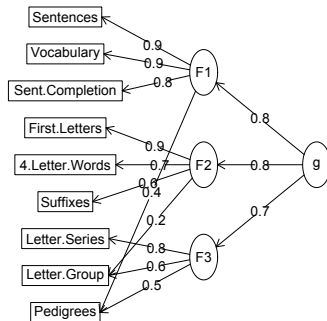 Sentences
Vocabulary
Sent.Completion
First.Letters
4.Letter.Words
Suffixes
Letter.Series
Letter.Group
Pedigrees
0.9
0.9
0.8
0.4
0.9
0.7
0.6
0.2
0.8
0.6
0.5
F1
F2
F3
0.8
0.8
0.7
g